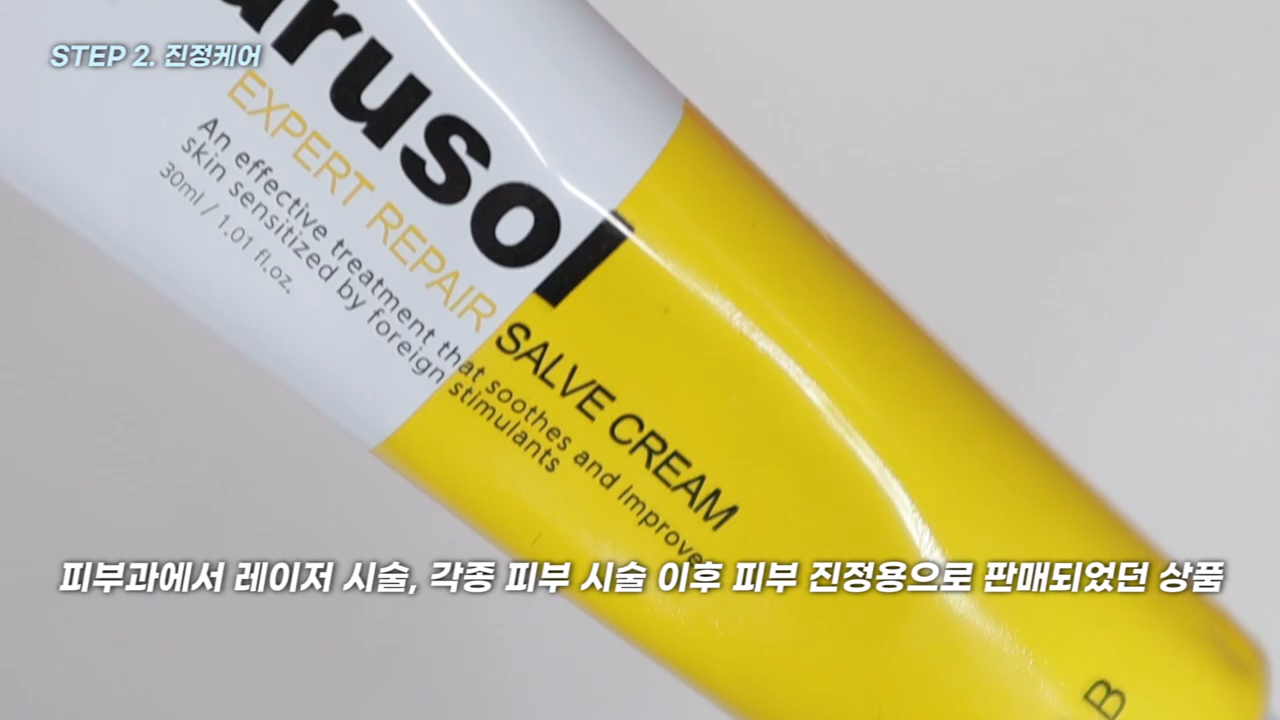 STEP 2. 진정케어
arusol
EXPERT REPAIR SALVE CREAM
An effective treatment that soothes and Improves
skin sensitized by foreign stimulants
30ml / 1.01 fl.oz.
피부과에서 레이저 시술, 각종 피부 시술 이후 피부 진정용으로 판매되었던 상품
B